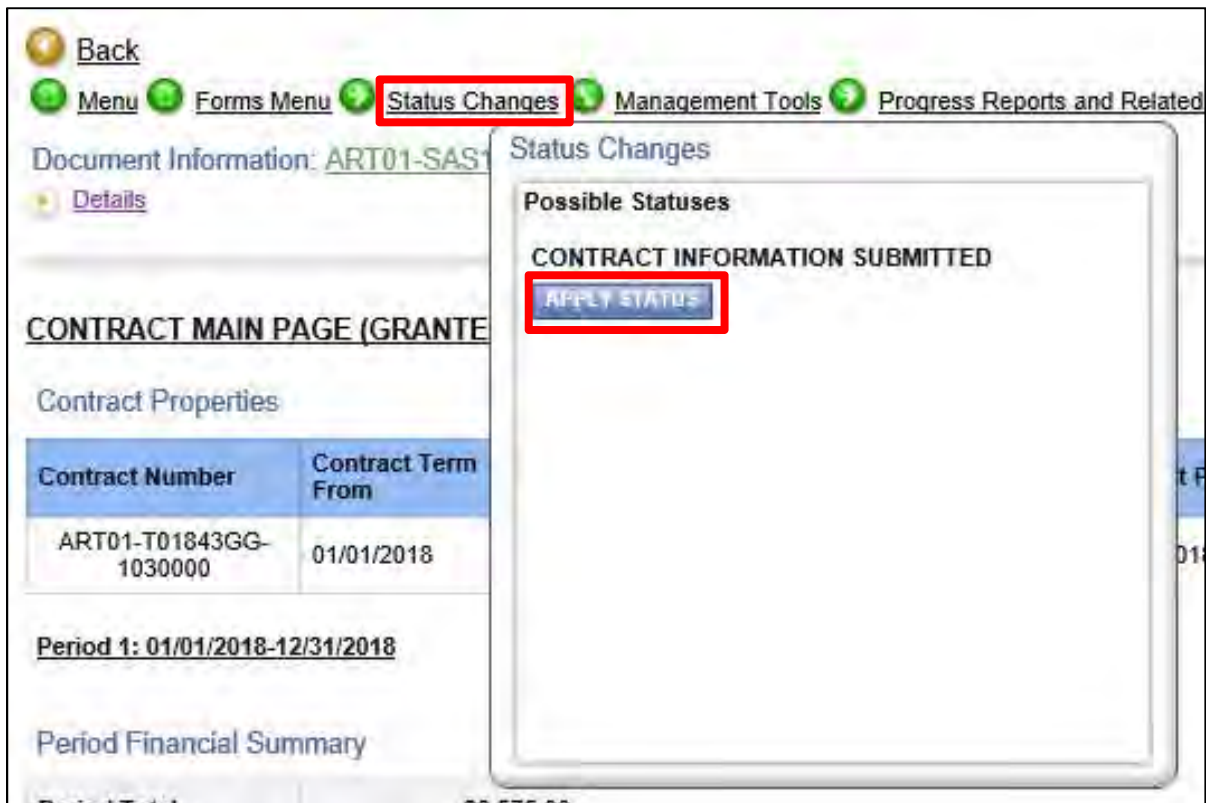 Back
Menu Forms Menu Status Changes Management Tools Progress Reports and Related
Document Information: ART01-SAS1
Details
Status Changes
Possible Statuses
CONTRACT INFORMATION SUBMITTED
APPLY STATUS
CONTRACT MAIN PAGE (GRANTE
Contract Properties
Contract Number
Contract Term
From
ART01-T01843GG-
1030000
01/01/2018
Period 1: 01/01/2018-12/31/2018
Period Financial Summary